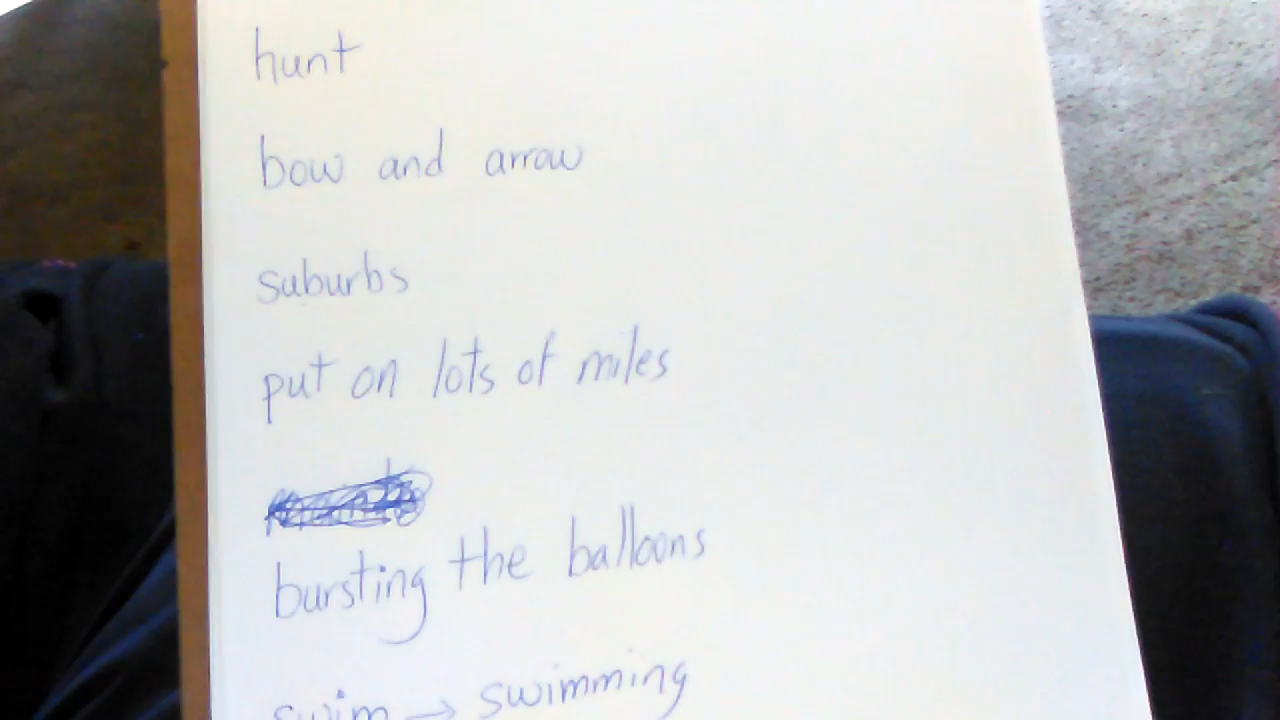 hunt
bow and arrow
suburbs
put on lots of miles
bursting the balloons
swim → swimming